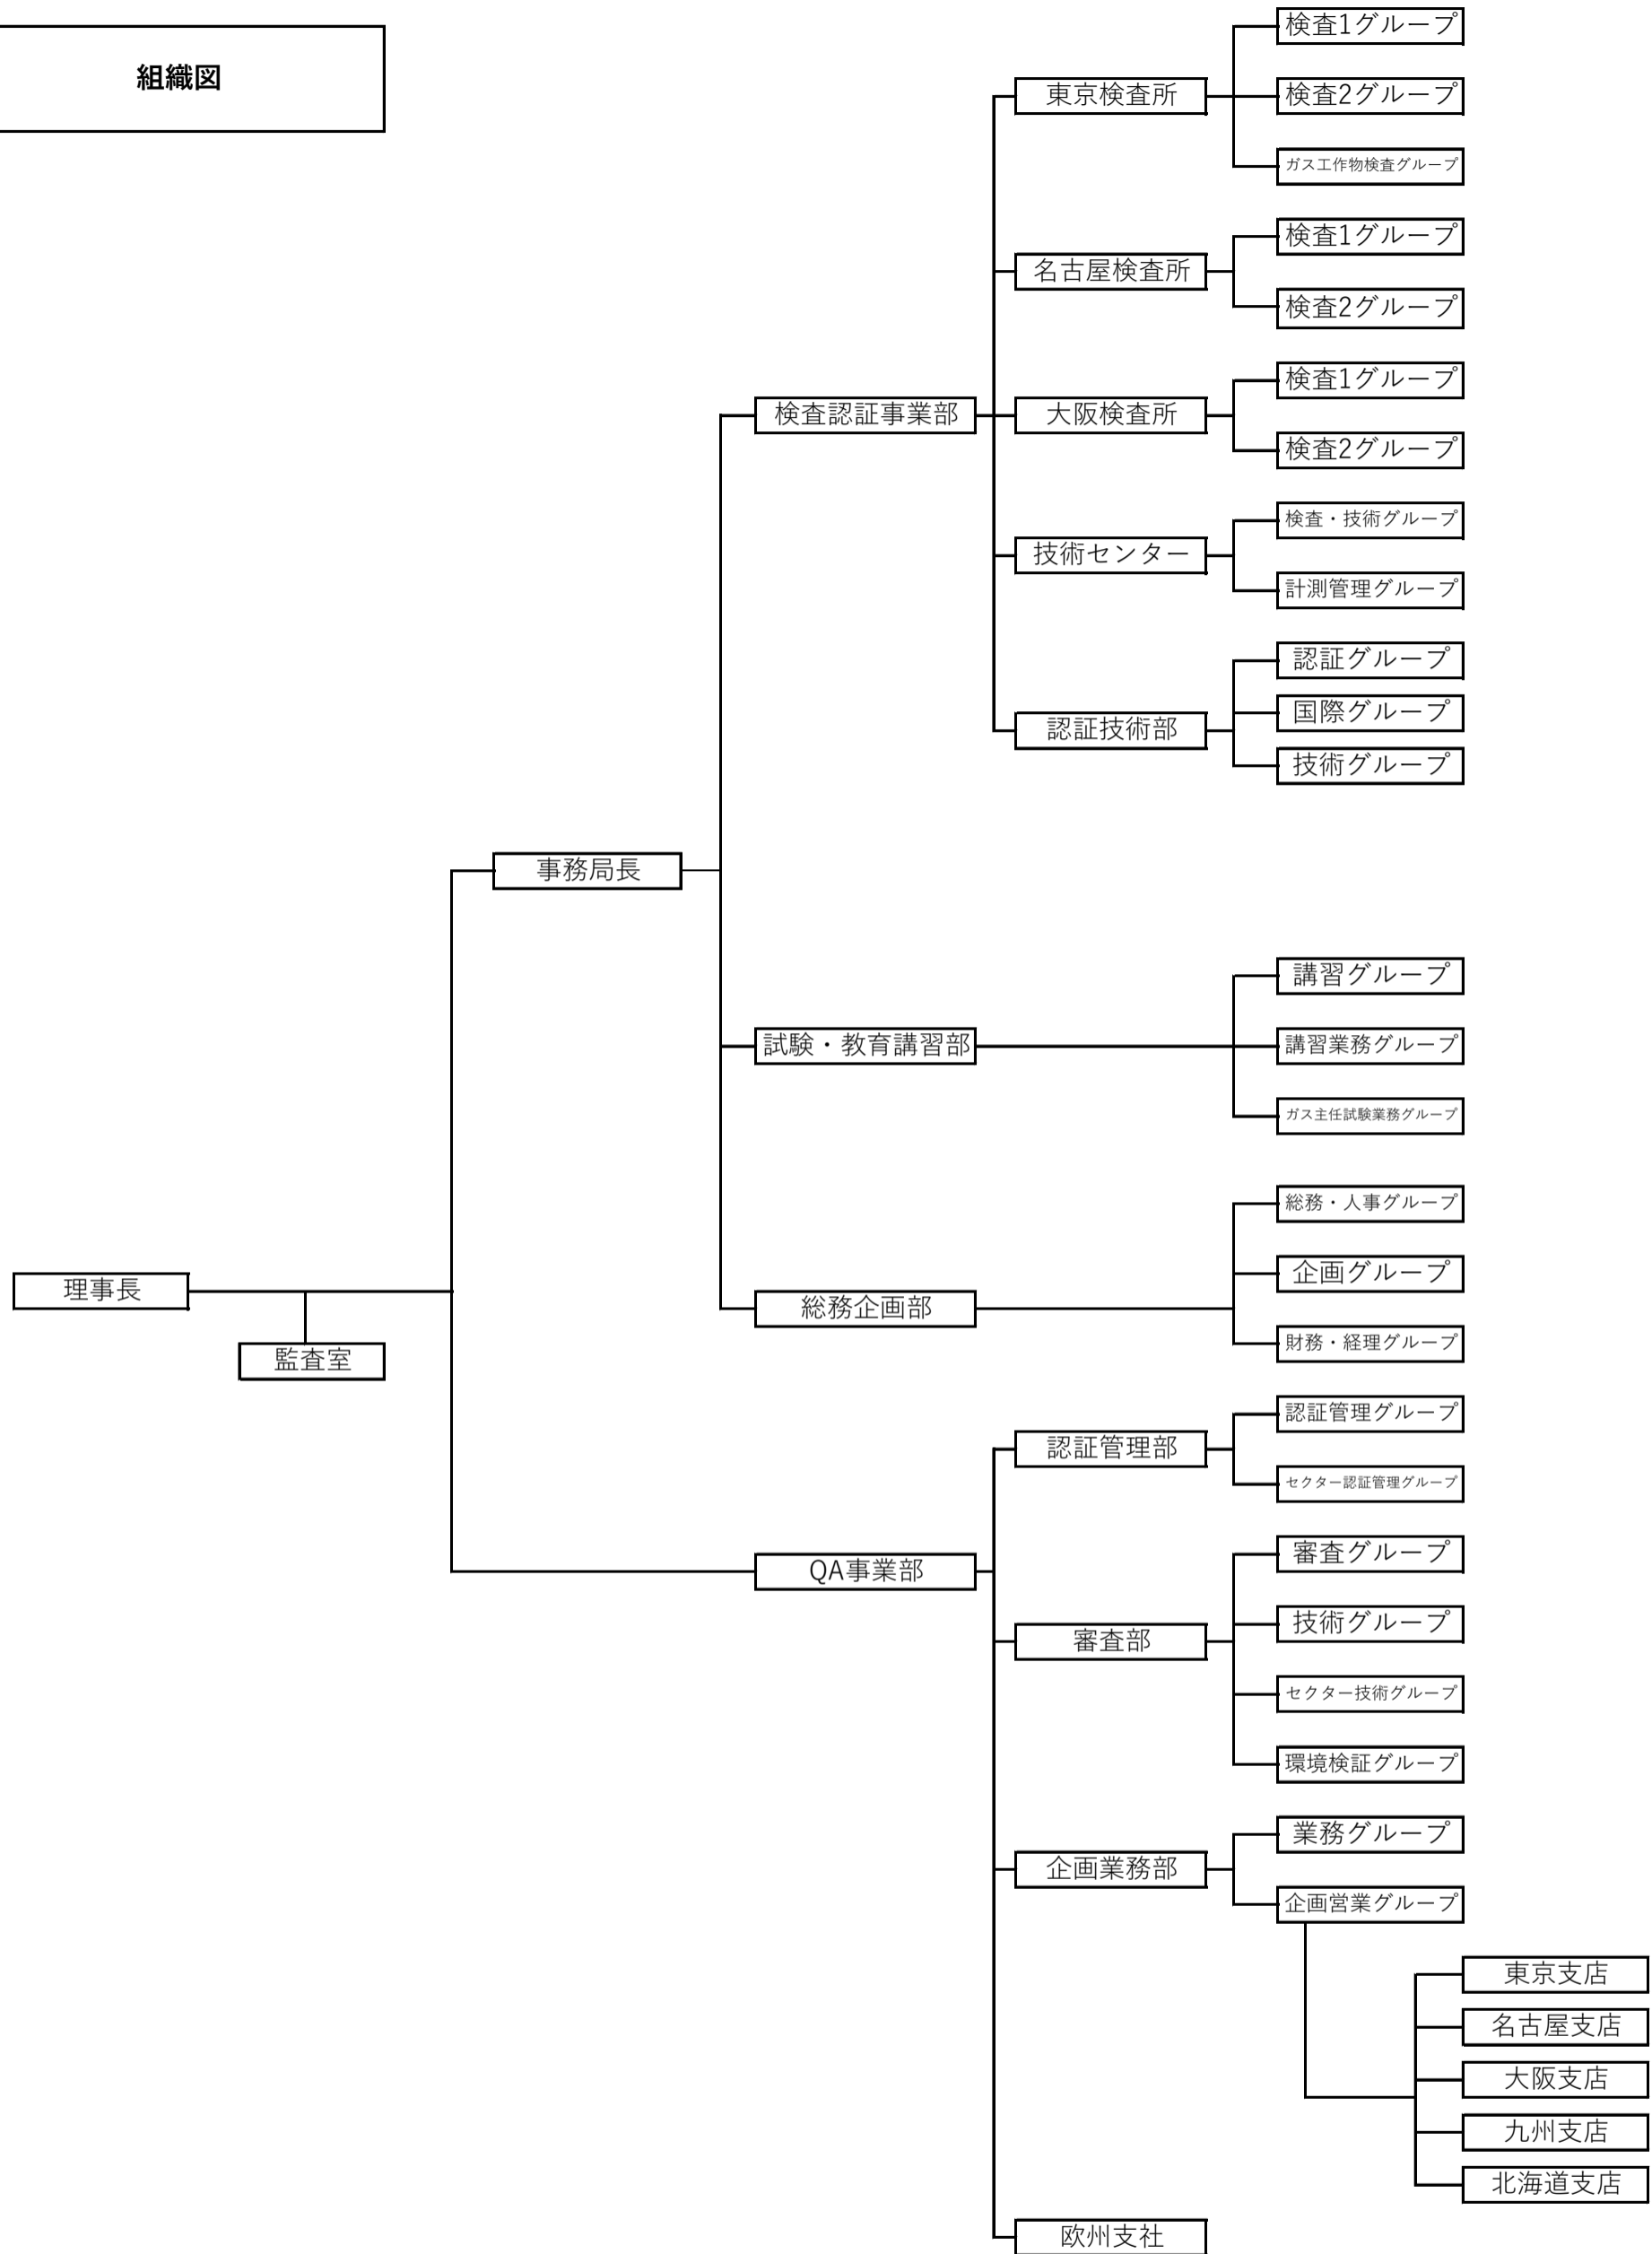 組織図
検査1グループ
東京検査所
検査2グループ
ガス工作物検査グループ
検査1グループ
名古屋検査所
検査2グループ
検査1グループ
検査認証事業部
大阪検査所
検査2グループ
検査・技術グループ
技術センター
計測管理グループ
認証グループ
国際グループ
認証技術部
技術グループ
事務局長
講習グループ
試験・教育講習部
講習業務グループ
ガス主任試験業務グループ
総務・人事グループ
企画グループ
理事長
総務企画部
財務・経理グループ
監査室
認証管理グループ
認証管理部
セクター認証管理グループ
審査グループ
QA事業部
技術グループ
審査部
セクター技術グループ
環境検証グループ
業務グループ
企画業務部
企画営業グループ
東京支店
名古屋支店
大阪支店
九州支店
北海道支店
欧州支社